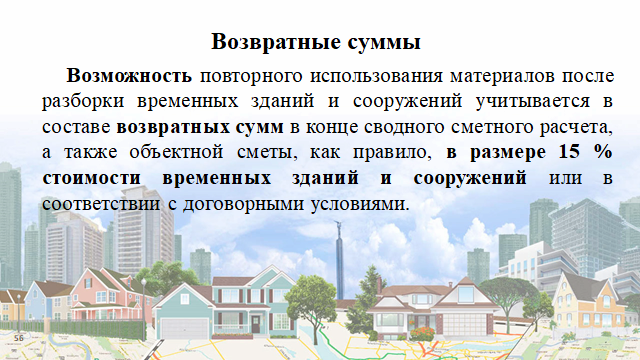 Возвратные суммы
Возможность повторного использования материалов после
разборки временных зданий и сооружений учитывается в
составе возвратных сумм в конце сводного сметного расчета,
а также объектной сметы, как правило, в размере 15 %
стоимости временных зданий и сооружений или в
соответствии с договорными условиями.
56